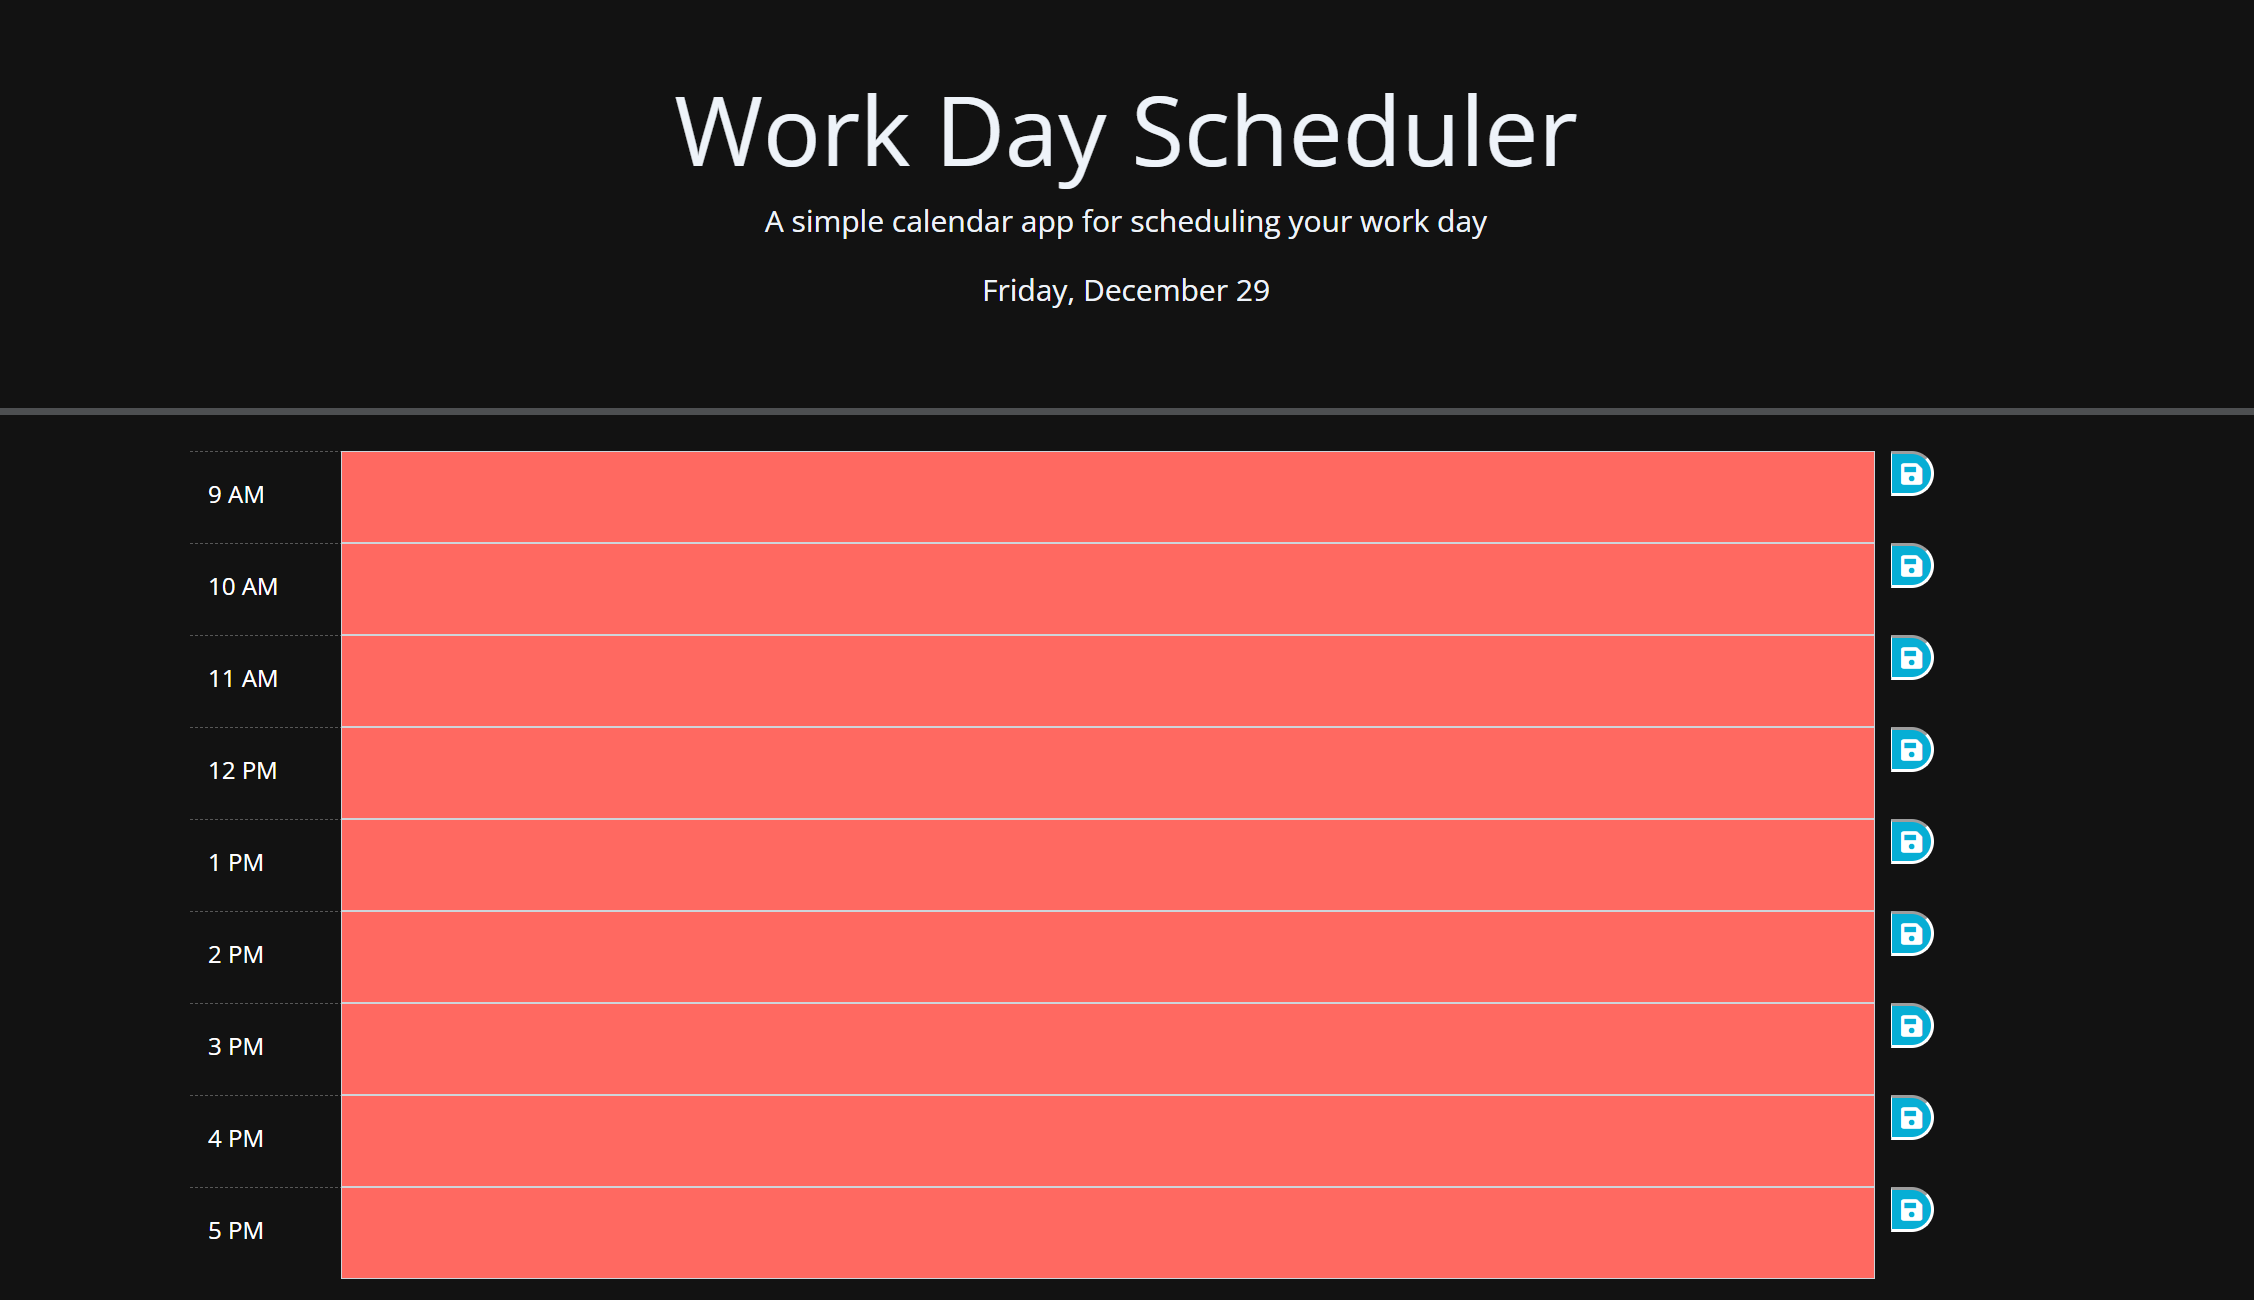 Work Day Scheduler
A simple calendar app for scheduling your work day
Friday, December 29
9 AM
10 AM
11 AM
12 PM
1 PM
2 PM
3 PM
4 PM
5 PM